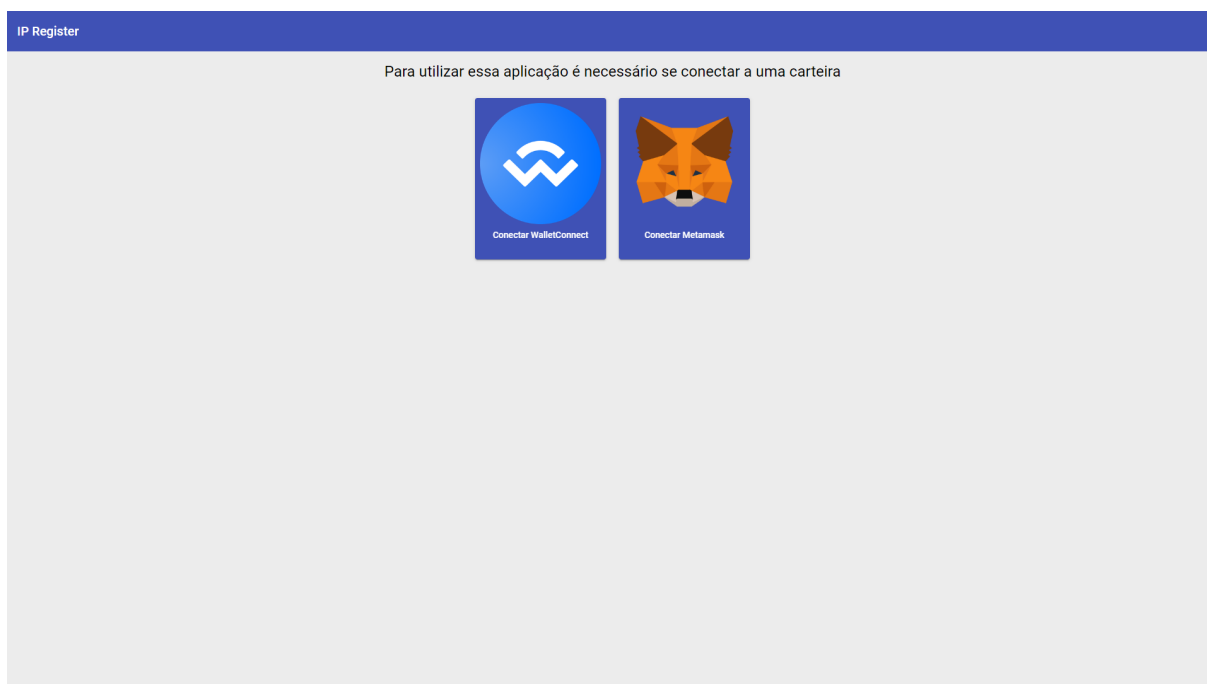 IP Register
Para utilizar essa aplicação é necessário se conectar a uma carteira
Conectar WalletConnect
Conectar Metamask